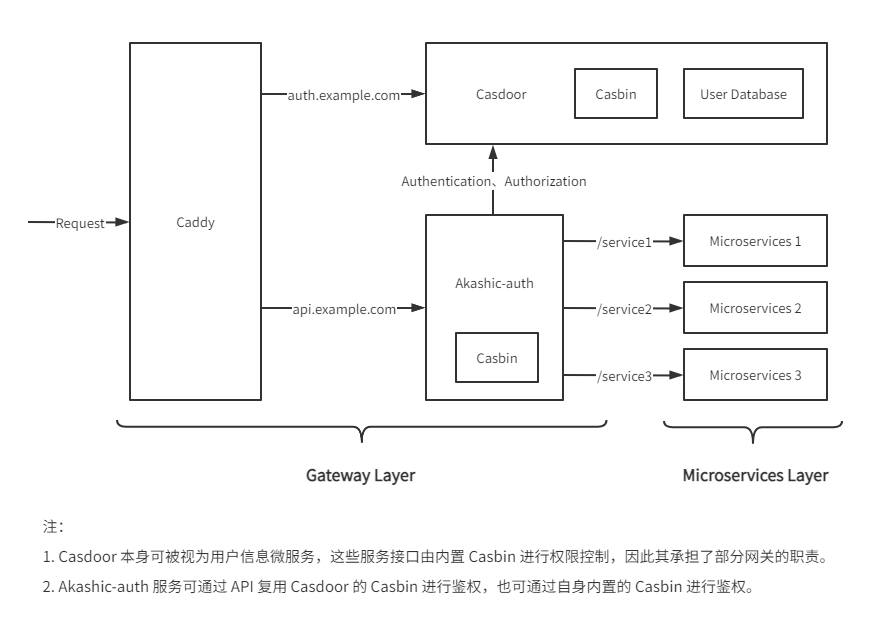 auth.example.com
Casdoor
Casbin
User Database
Authentication、Authorization
Request
Caddy
/service1
Microservices 1
Akashic-auth
api.example.com
/service2
Microservices 2
Casbin
/service3
Microservices 3
Gateway Layer
Microservices Layer
注：
1. Casdoor 本身可被视为用户信息微服务，这些服务接口由内置 Casbin 进行权限控制，因此其承担了部分网关的职责。
2. Akashic-auth 服务可通过 API 复用 Casdoor 的 Casbin 进行鉴权，也可通过自身内置的 Casbin 进行鉴权。